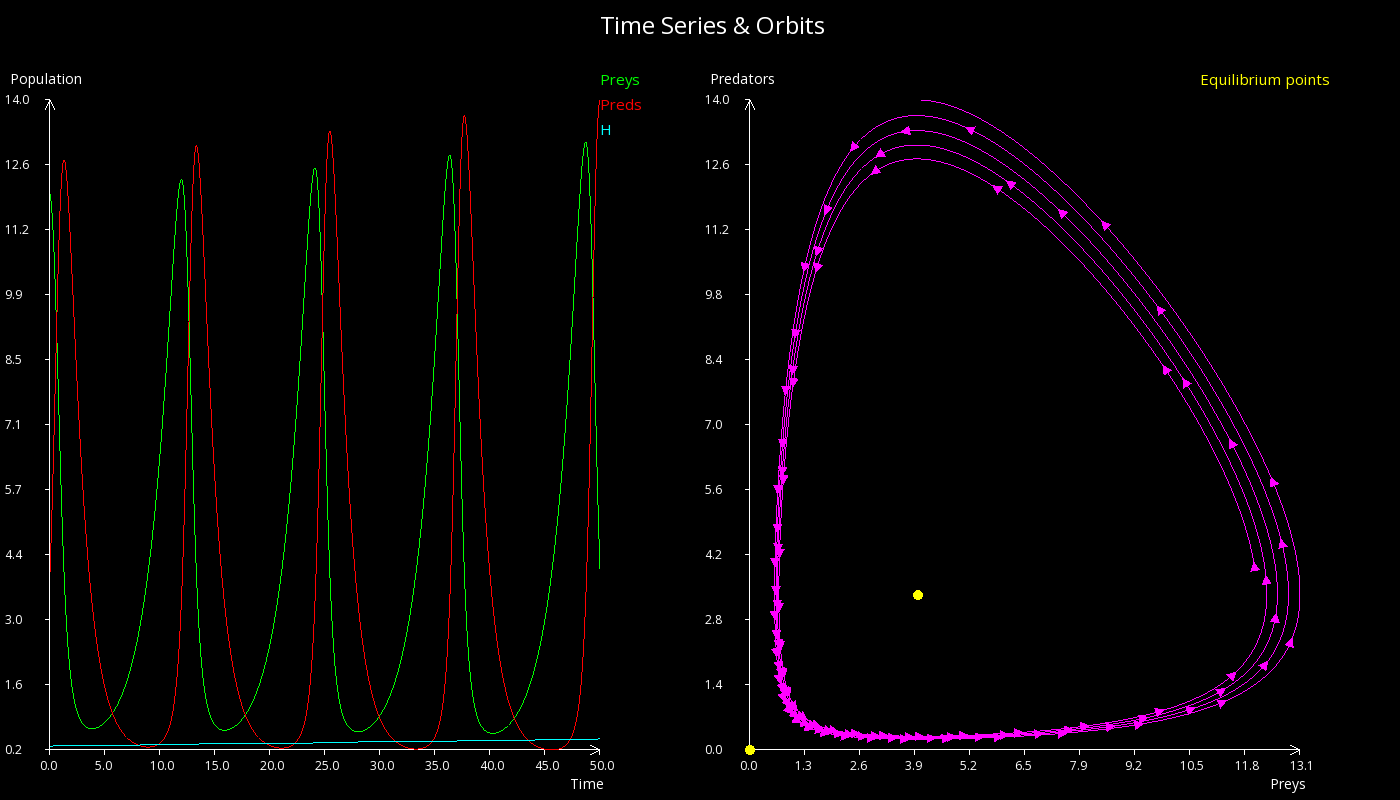 Time Series & Orbits
Population
Preys
Preds
H
14.0
12.6
11.2
9.9
8.5
7.1
5.7
4.4
3.0
1.6
0.2
0.0 5.0 10.0 15.0 20.0 25.0 30.0 35.0 40.0 45.0 50.0
Time
Predators
Equilibrium points
14.0
12.6
11.2
9.8
8.4
7.0
5.6
4.2
2.8
1.4
0.0
0.0 1.3 2.6 3.9 5.2 6.5 7.9 9.2 10.5 11.8 13.1
Preys